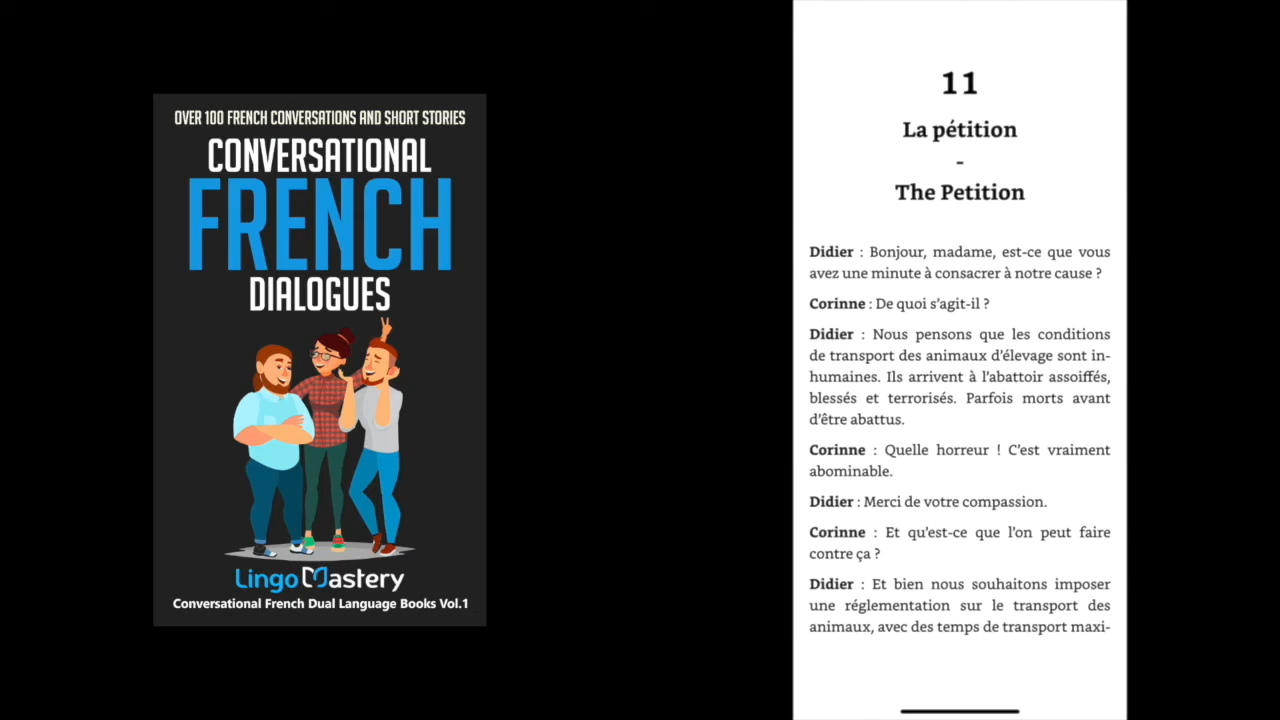 OVER 100 FRENCH CONVERSATIONS AND SHORT STORIES
CONVERSATIONAL
FRENCH
DIALOGUES
Lingo Mastery
Conversational French Dual Language Books Vol.1
11
La pétition
-
The Petition
Didier : Bonjour, madame, est-ce que vous
avez une minute à consacrer à notre cause ?
Corinne : De quoi s'agit-il ?
Didier : Nous pensons que les conditions
de transport des animaux d'élevage sont in-
humaines. Ils arrivent à l'abattoir assoiffés,
blessés et terrorisés. Parfois morts avant
d'être abattus.
Corinne : Quelle horreur ! C'est vraiment
abominable.
Didier : Merci de votre compassion.
Corinne : Et qu'est-ce que l'on peut faire
contre ça ?
Didier : Et bien nous souhaitons imposer
une réglementation sur le transport des
animaux, avec des temps de transport maxi-